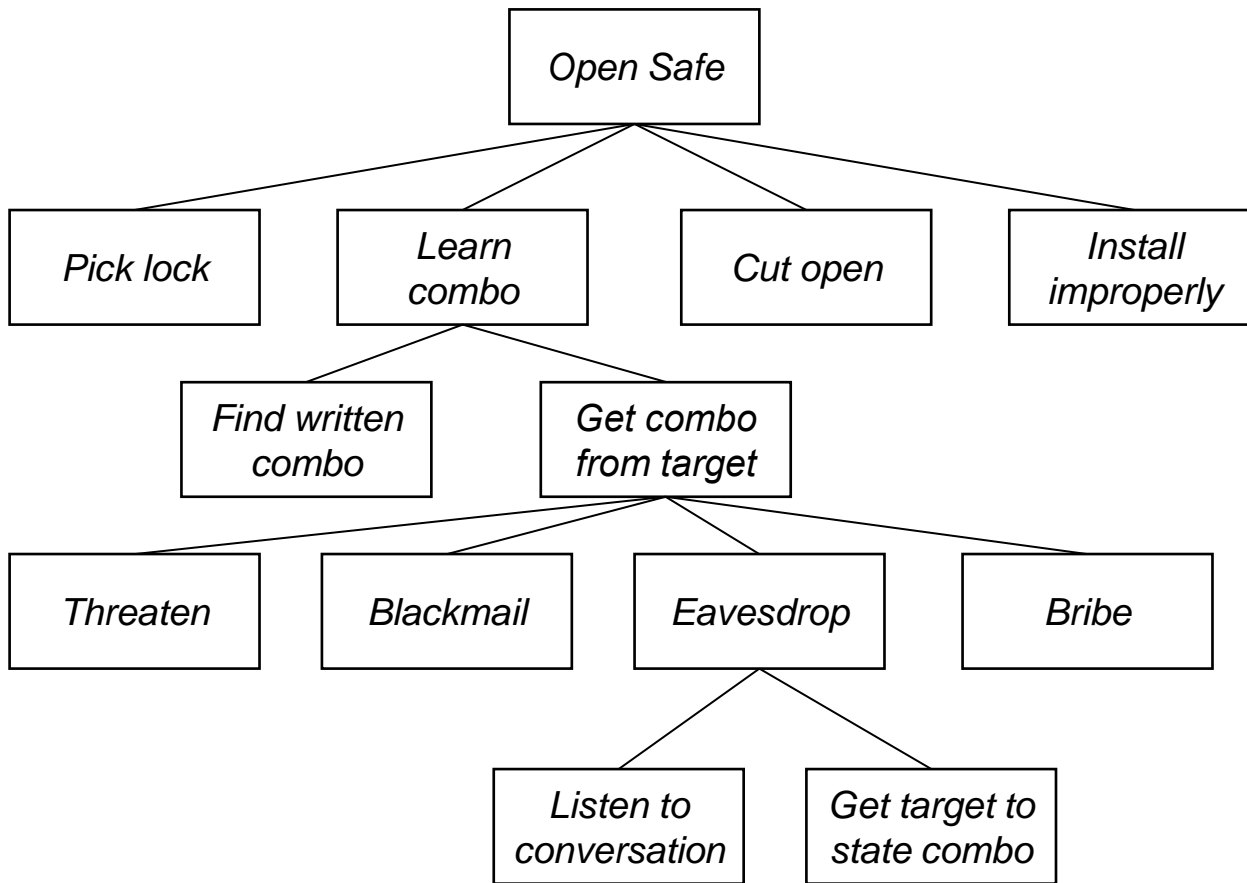 Open Safe
Pick lock
Learn
combo
Cut open
Install
improperly
Find written
combo
Get combo
from target
Threaten
Blackmail
Eavesdrop
Bribe
Listen to
conversation
Get target to
state combo